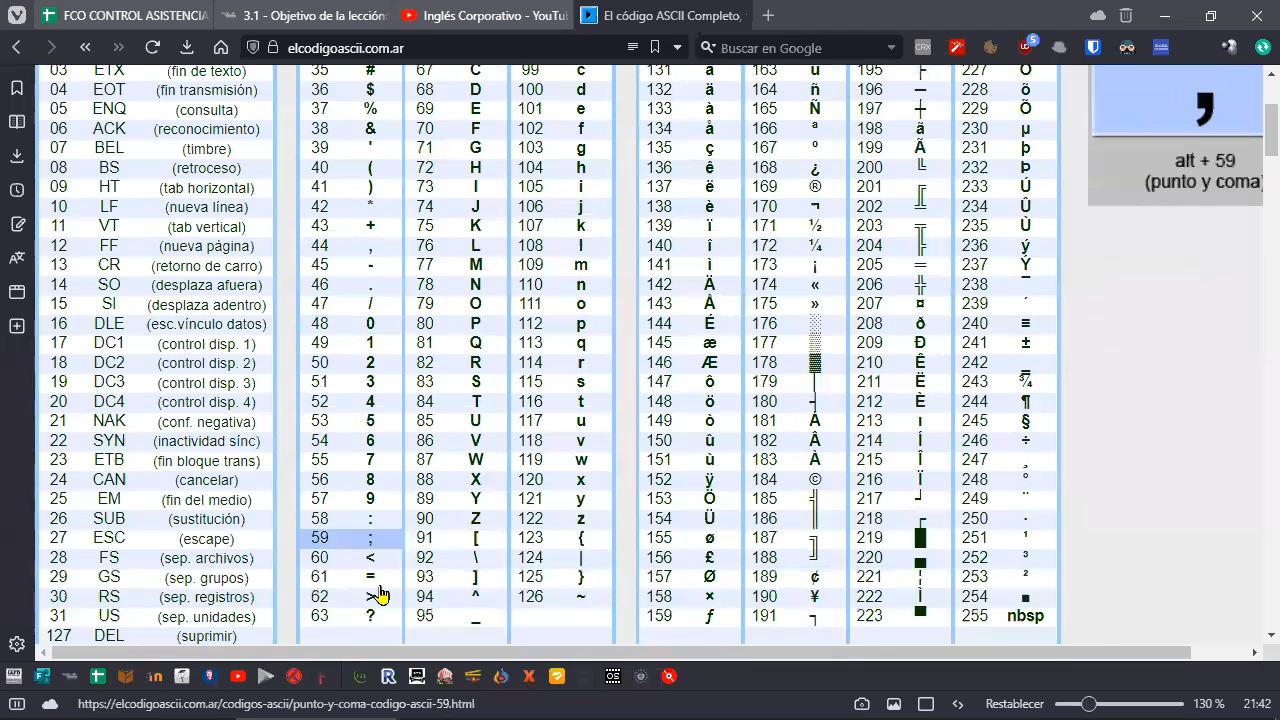 FCO CONTROL ASISTENCIA
3.1 - Objetivo de la lección:
Inglés Corporativo - YouTu
El código ASCII Completo,
elcodigoascii.com.ar
Buscar en Google
5
03 ETX (fin de texto) 35 # 67 C 99 c 131 â 163 ú 195 ├ 227 Ò
04 EOT (fin transmisión) 36 $ 68 D 100 d 132 ä 164 ñ 196 ─ 228 õ
05 ENQ (consulta) 37 % 69 E 101 e 133 à 165 Ñ 197 ┼ 229 Õ
06 ACK (reconocimiento) 38 & 70 F 102 f 134 å 166 ª 198 ã 230 µ
07 BEL (timbre) 39 ' 71 G 103 g 135 ç 167 º 199 Ã 231 þ
08 BS (retroceso) 40 ( 72 H 104 h 136 ê 168 ¿ 200 ╚ 232 Þ
09 HT (tab horizontal) 41 ) 73 I 105 i 137 ë 169 ® 201 ╔ 233 Ú
10 LF (nueva línea) 42 * 74 J 106 j 138 è 170 ¬ 202 ╩ 234 Û
11 VT (tab vertical) 43 + 75 K 107 k 139 ï 171 ½ 203 ╦ 235 Ù
12 FF (nueva página) 44 , 76 L 108 l 140 î 172 ¼ 204 ╠ 236 ý
13 CR (retorno de carro) 45 - 77 M 109 m 141 ì 173 ¡ 205 ═ 237 Ý
14 SO (desplaza afuera) 46 . 78 N 110 n 142 Ä 174 « 206 ╬ 238 ¯
15 SI (desplaza adentro) 47 / 79 O 111 o 143 Å 175 » 207 ¤ 239 ´
16 DLE (esc.vínculo datos) 48 0 80 P 112 p 144 É 176 ░ 208 ð 240 ≡
17 DC1 (control disp. 1) 49 1 81 Q 113 q 145 æ 177 ▒ 209 Ð 241 ±
18 DC2 (control disp. 2) 50 2 82 R 114 r 146 Æ 178 ▓ 210 Ê 242 ‗
19 DC3 (control disp. 3) 51 3 83 S 115 s 147 ô 179 │ 211 Ë 243 ¾
20 DC4 (control disp. 4) 52 4 84 T 116 t 148 ö 180 ┤ 212 È 244 ¶
21 NAK (conf. negativa) 53 5 85 U 117 u 149 ò 181 Á 213 ı 245 §
22 SYN (inactividad sínc) 54 6 86 V 118 v 150 û 182 Â 214 Í 246 ÷
23 ETB (fin bloque trans) 55 7 87 W 119 w 151 ù 183 À 215 Î 247 ¸
24 CAN (cancelar) 56 8 88 X 120 x 152 ÿ 184 © 216 Ï 248 °
25 EM (fin del medio) 57 9 89 Y 121 y 153 Ö 185 ╣ 217 ┘ 249 ¨
26 SUB (sustitución) 58 : 90 Z 122 z 154 Ü 186 ║ 218 ┌ 250 ·
27 ESC (escape) 59 ; 91 [ 123 { 155 ø 187 ╗ 219 █ 251 ¹
28 FS (sep. archivos) 60 < 92 \ 124 | 156 £ 188 ╝ 220 ▄ 252 ³
29 GS (sep. grupos) 61 = 93 ] 125 } 157 Ø 189 ¢ 221 ¦ 253 ²
30 RS (sep. registros) 62 > 94 ^ 126 ~ 158 × 190 ¥ 222 Ì 254 ■
31 US (sep. unidades) 63 ? 95 _ 159 ƒ 191 ┐ 223 ▀ 255 nbsp
127 DEL (suprimir)
;
alt + 59
(punto y coma)
https://elcodigoascii.com.ar/codigos-ascii/punto-y-coma-codigo-ascii-59.html
Restablecer
130 %
21:42